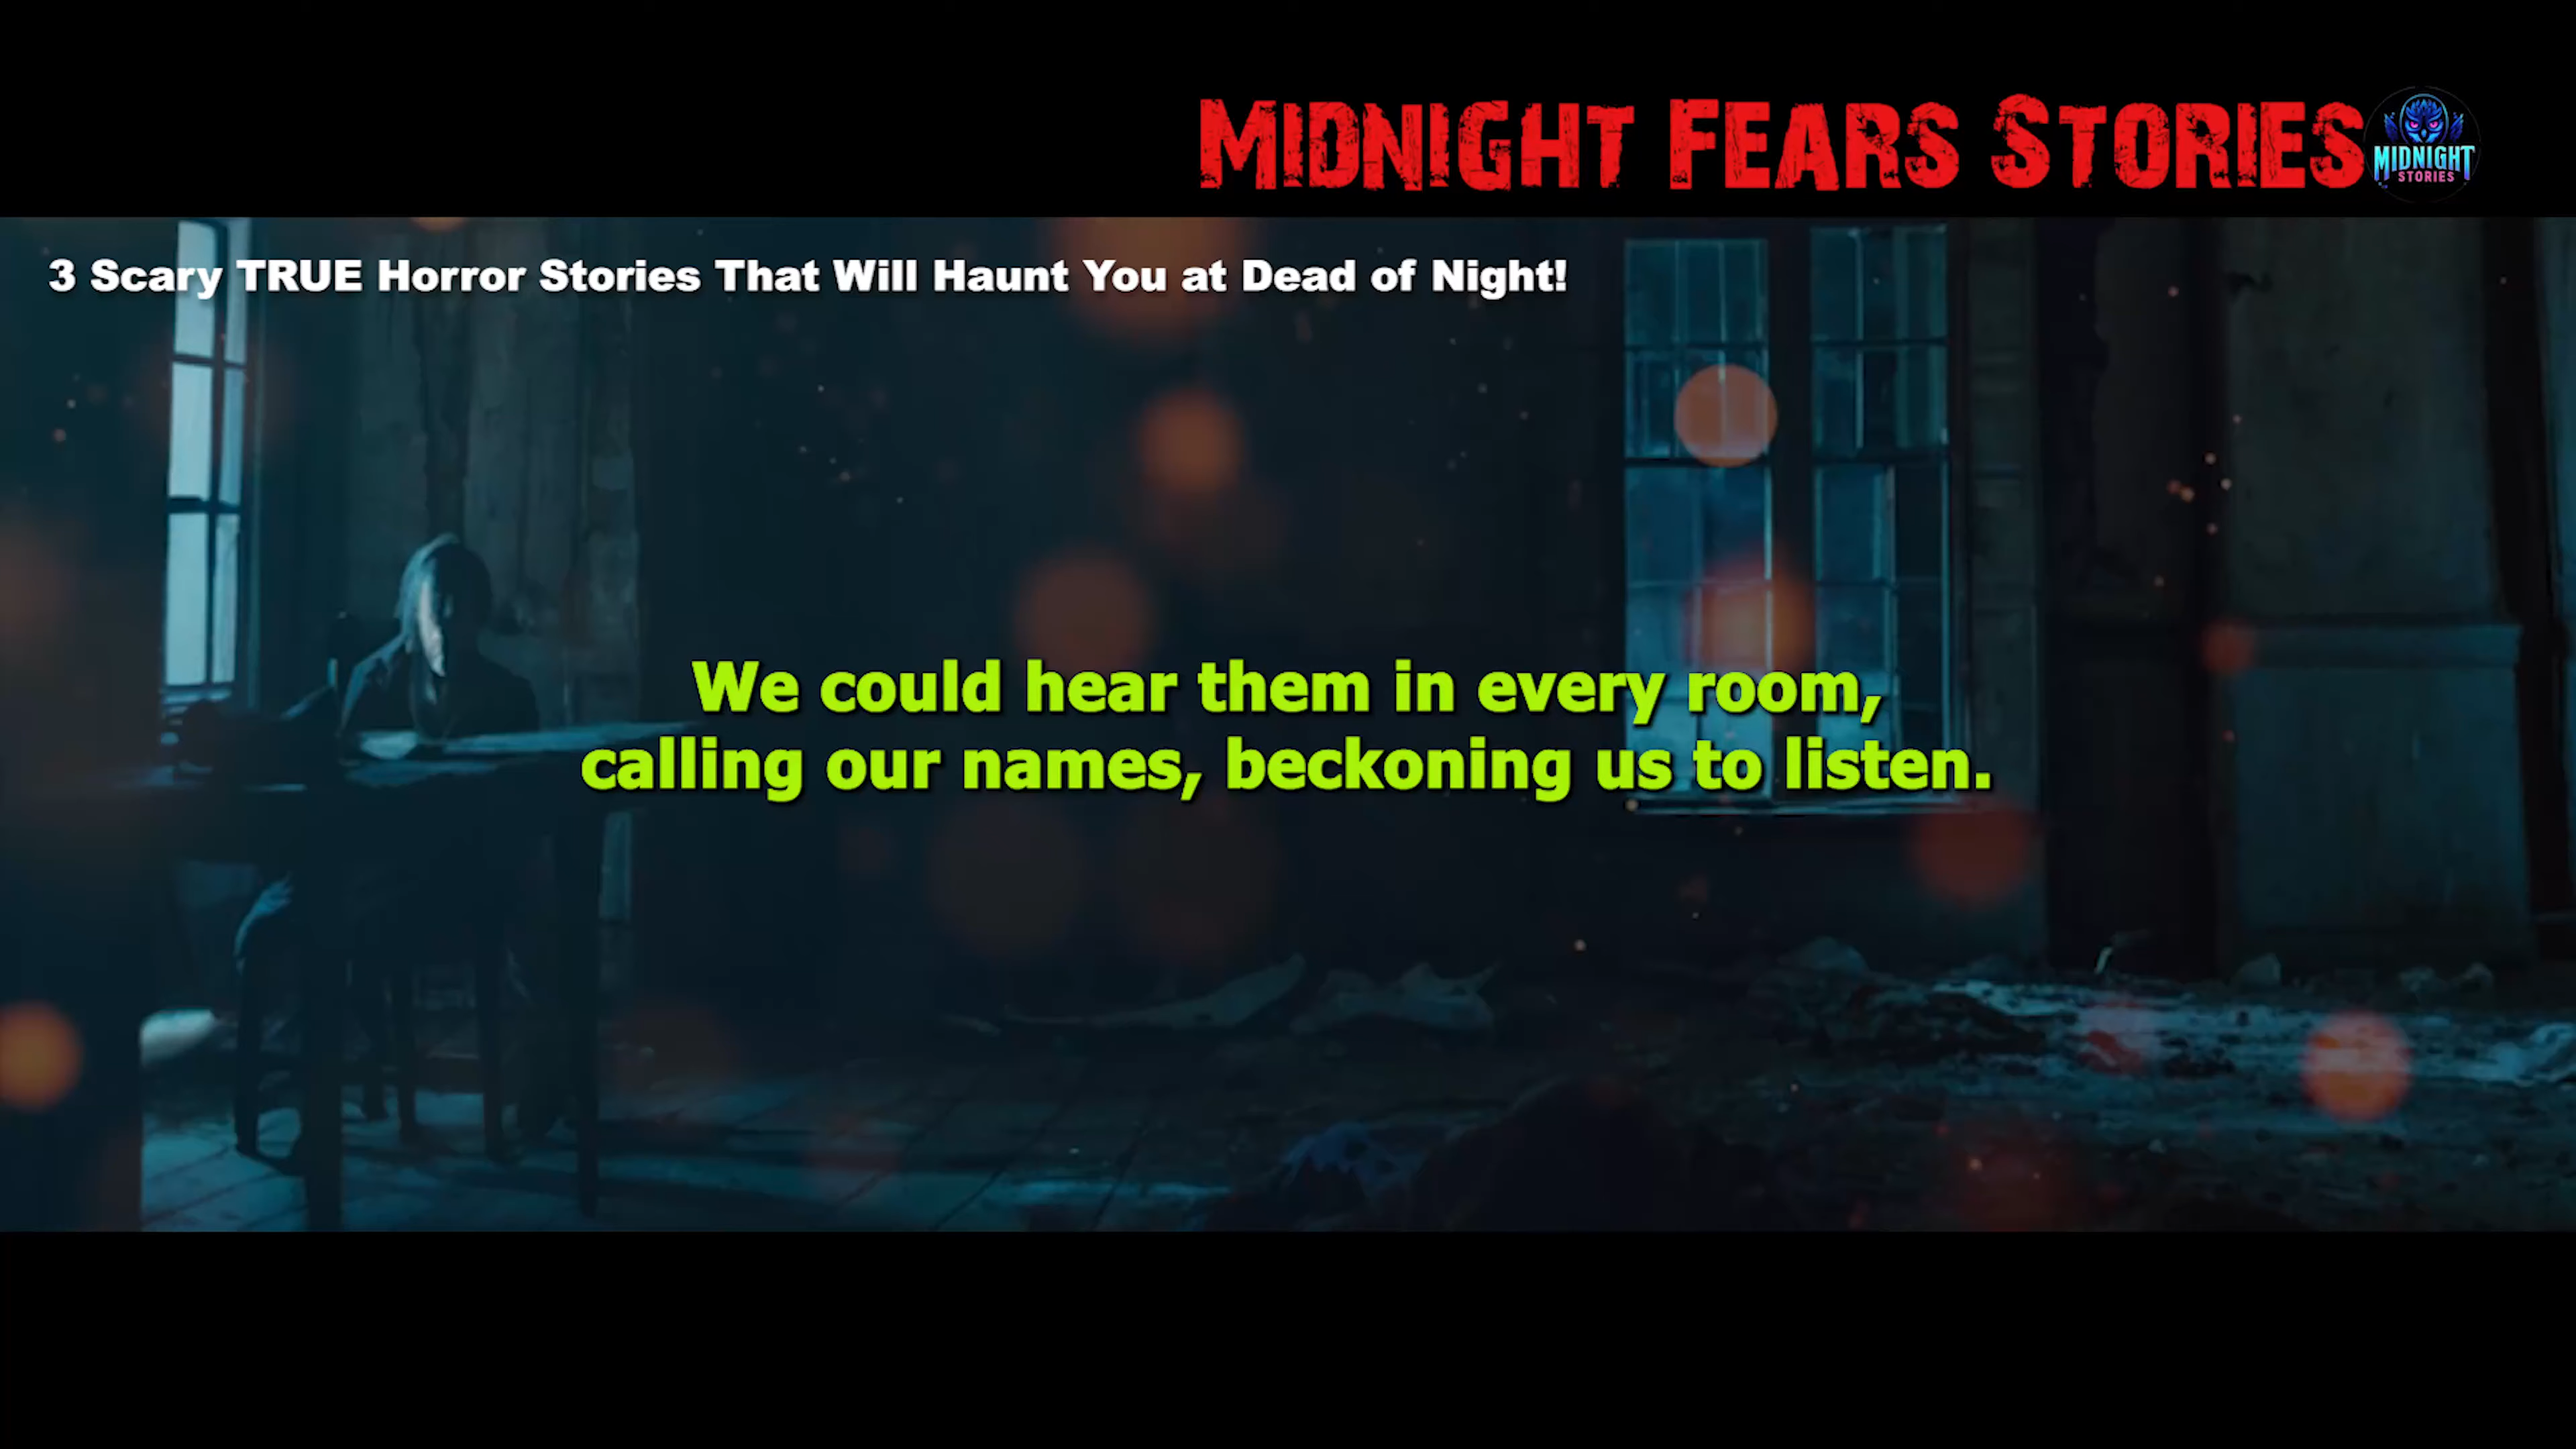 Midnight Fears Stories
MIDNIGHT
STORIES
3 Scary TRUE Horror Stories That Will Haunt You at Dead of Night!
We could hear them in every room,
calling our names, beckoning us to listen.